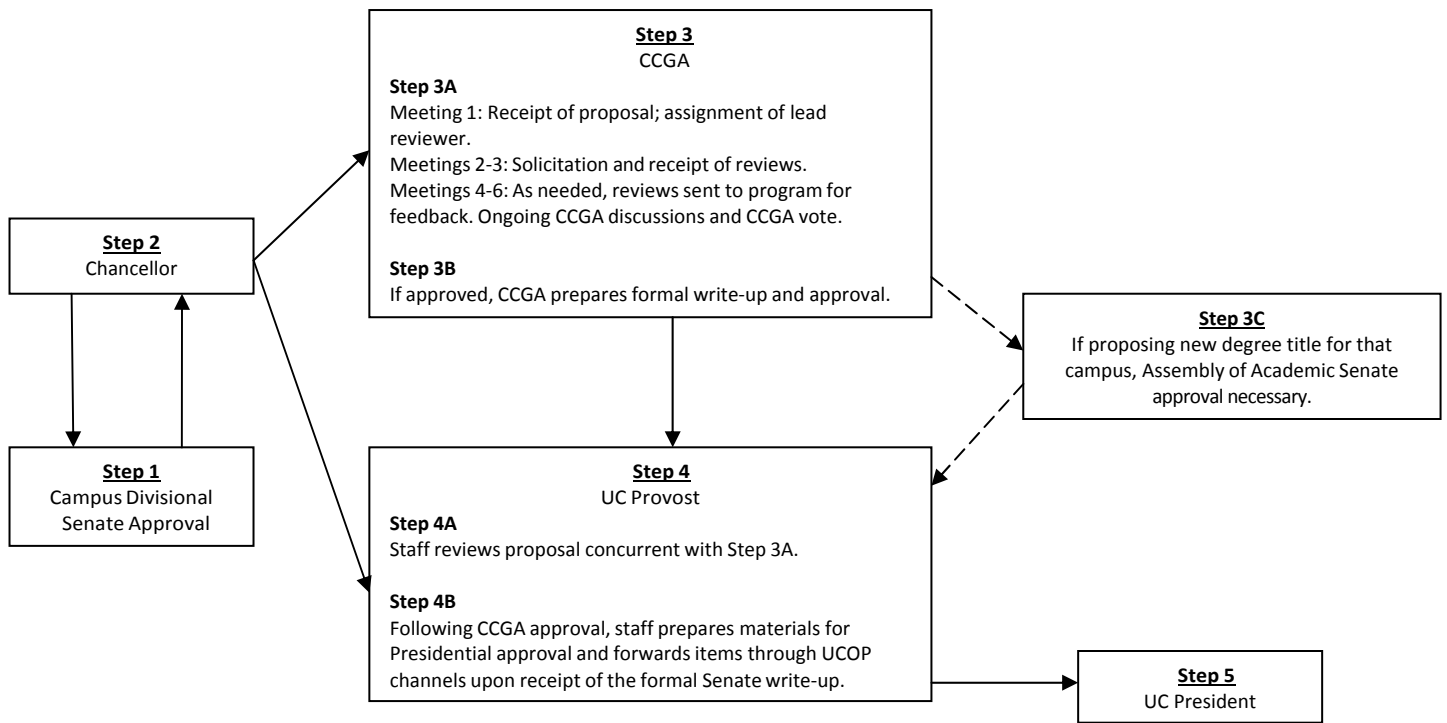 Step 3
CCGA
Step 3A
Meeting 1: Receipt of proposal; assignment of lead
reviewer.
Meetings 2-3: Solicitation and receipt of reviews.
Meetings 4-6: As needed, reviews sent to program for
feedback. Ongoing CCGA discussions and CCGA vote.
Step 3B
If approved, CCGA prepares formal write-up and approval.
Step 2
Chancellor
Step 3C
If proposing new degree title for that
campus, Assembly of Academic Senate
approval necessary.
Step 1
Campus Divisional
Senate Approval
Step 4
UC Provost
Step 4A
Staff reviews proposal concurrent with Step 3A.
Step 4B
Following CCGA approval, staff prepares materials for
Presidential approval and forwards items through UCOP
channels upon receipt of the formal Senate write-up.
Step 5
UC President